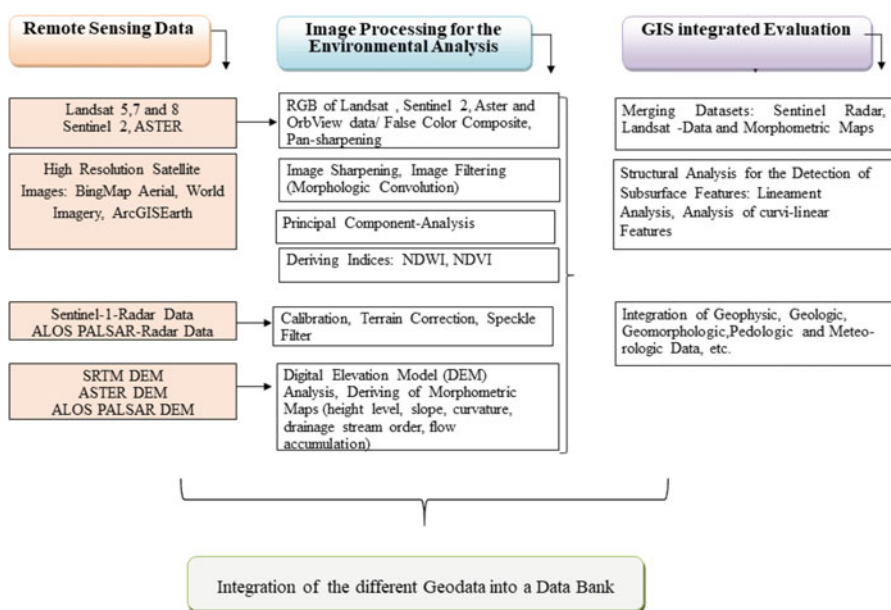 Remote Sensing Data
Image Processing for the
Environmental Analysis
GIS integrated Evaluation
Landsat 5,7 and 8
Sentinel 2, ASTER
High Resolution Satellite
Images: BingMap Aerial, World
Imagery, ArcGISEarth
Sentinel-1-Radar Data
ALOS PALSAR-Radar Data
SRTM DEM
ASTER DEM
ALOS PALSAR DEM
RGB of Landsat , Sentinel 2, Aster and
OrbView data/ False Color Composite,
Pan-sharpening
Image Sharpening, Image Filtering
(Morphologic Convolution)
Principal Component-Analysis
Deriving Indices: NDWI, NDVI
Calibration, Terrain Correction, Speckle
Filter
Digital Elevation Model (DEM)
Analysis, Deriving of Morphometric
Maps (height level, slope, curvature,
drainage stream order, flow
accumulation)
Merging Datasets: Sentinel Radar,
Landsat -Data and Morphometric Maps
Structural Analysis for the Detection of
Subsurface Features: Lineament
Analysis, Analysis of curvi-linear
Features
Integration of Geophysic, Geologic,
Geomorphologic,Pedologic and Meteo-
rologic Data, etc.
Integration of the different Geodata into a Data Bank